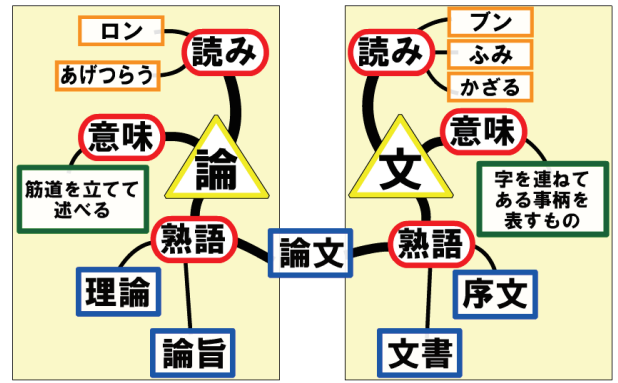 ロン
読み
あげつらう
意味
論
筋道を立てて
述べる
熟語
理論
論旨
論文
読み
ブン
ふみ
かざる
文
意味
字を連ねて
ある事柄を
表すもの
熟語
序文
文書